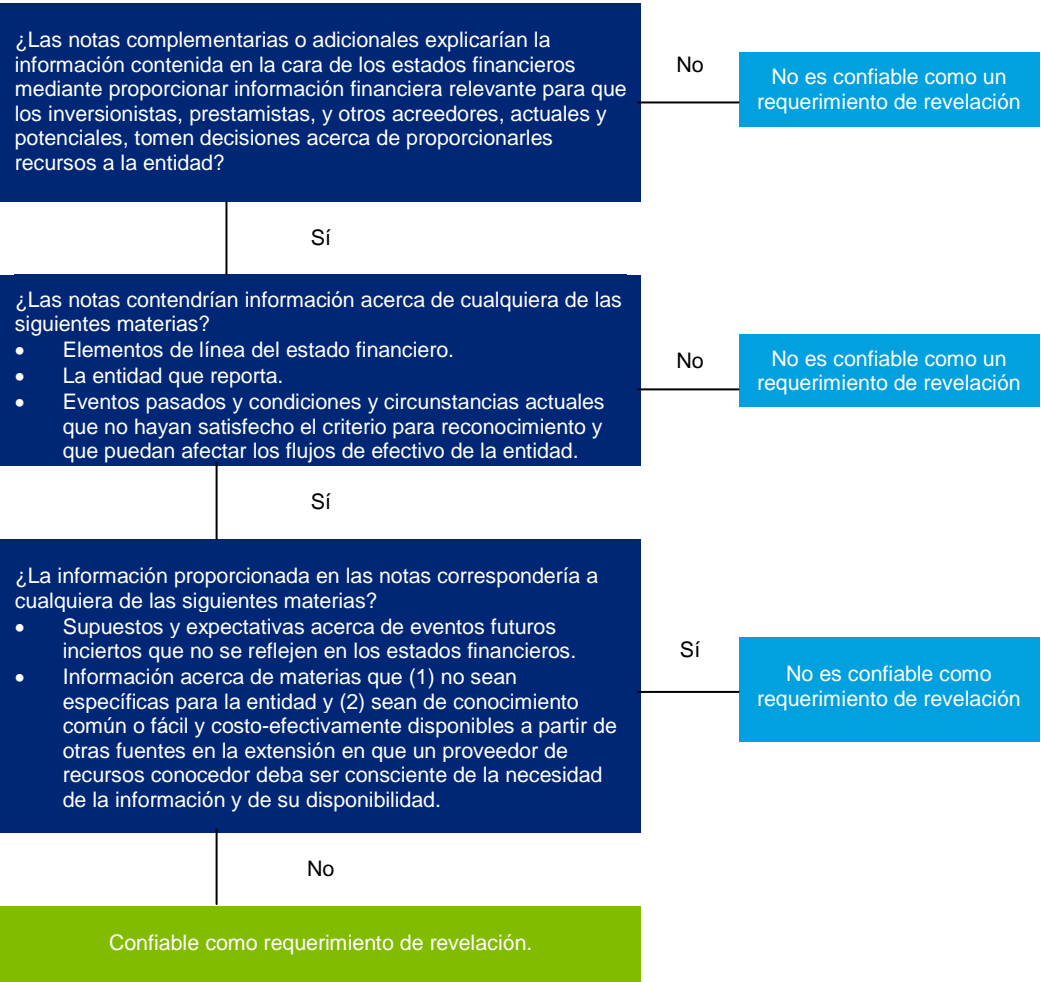 ¿Las notas complementarias o adicionales explicarían la
información contenida en la cara de los estados financieros
mediante proporcionar información financiera relevante para que
los inversionistas, prestamistas, y otros acreedores, actuales y
potenciales, tomen decisiones acerca de proporcionarles
recursos a la entidad?
No
No es confiable como un
requerimiento de revelación
Sí
¿Las notas contendrían información acerca de cualquiera de las
siguientes materias?
• Elementos de línea del estado financiero.
• La entidad que reporta.
• Eventos pasados y condiciones y circunstancias actuales
que no hayan satisfecho el criterio para reconocimiento y
que puedan afectar los flujos de efectivo de la entidad.
No
No es confiable como un
requerimiento de revelación
Sí
¿La información proporcionada en las notas correspondería a
cualquiera de las siguientes materias?
• Supuestos y expectativas acerca de eventos futuros
inciertos que no se reflejen en los estados financieros.
• Información acerca de materias que (1) no sean
específicas para la entidad y (2) sean de conocimiento
común o fácil y costo-efectivamente disponibles a partir de
otras fuentes en la extensión en que un proveedor de
recursos conocedor deba ser consciente de la necesidad
de la información y de su disponibilidad.
Sí
No es confiable como
requerimiento de revelación
No
Confiable como requerimiento de revelación.